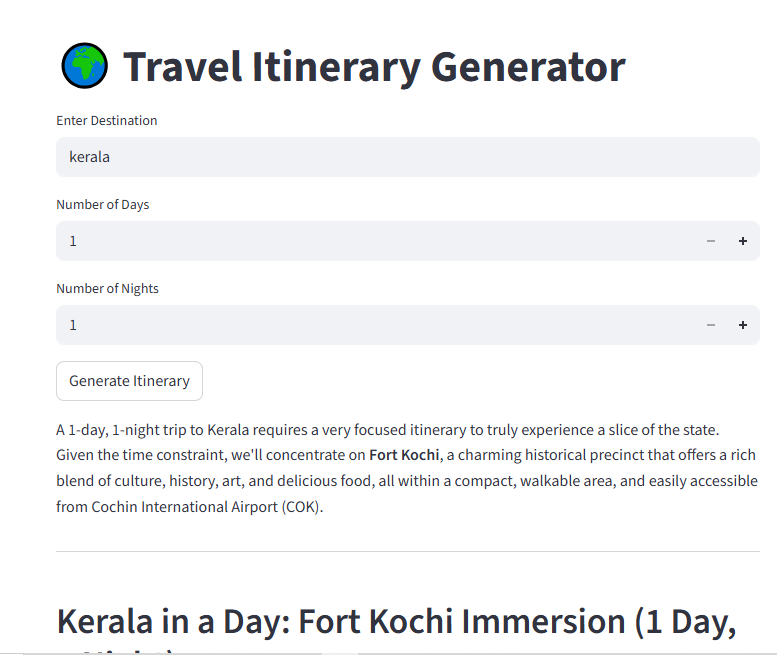 Travel Itinerary Generator
Enter Destination
kerala
Number of Days
1
Number of Nights
1
Generate Itinerary
A 1-day, 1-night trip to Kerala requires a very focused itinerary to truly experience a slice of the state.
Given the time constraint, we'll concentrate on Fort Kochi, a charming historical precinct that offers a rich
blend of culture, history, art, and delicious food, all within a compact, walkable area, and easily accessible
from Cochin International Airport (COK).
Kerala in a Day: Fort Kochi Immersion (1 Day,